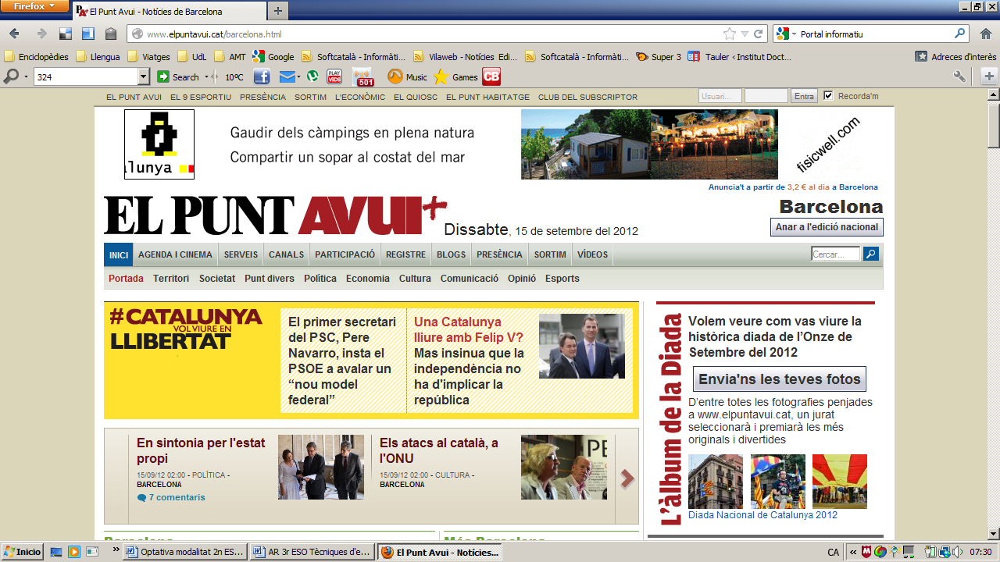 Firefox
El Punt Avui - Notícies de Barcelona
www.elpuntavui.cat/barcelona.html
Portal informatiu
Enciclopèdies Llengua Viatges UdL AMT Google Softcatalà - Informàti... Vilaweb - Notícies Edi... Softcatalà - Informàti... Super 3 Tauler ‹ Institut Doct... Adreces d'interès
324 Search 10ºC PLAY VIDS 501 Music Games CB
EL PUNT AVUI EL 9 ESPORTIU PRESÈNCIA SORTIM L'ECONÒMIC EL QUIOSC EL PUNT HABITATGE CLUB DEL SUBSCRIPTOR Usuari... Entra Recorda'm
alunya
Gaudir dels càmpings en plena natura
Compartir un sopar al costat del mar
fisicwell.com
Anuncia't a partir de 3,2 € al dia a Barcelona
EL PUNT AVUI+
Dissabte, 15 de setembre del 2012
Barcelona
Anar a l'edició nacional
INICI AGENDA I CINEMA SERVEIS CANALS PARTICIPACIÓ REGISTRE BLOGS PRESÈNCIA SORTIM VÍDEOS Cercar...
Portada Territori Societat Punt divers Política Economia Cultura Comunicació Opinió Esports
#CATALUNYA
VOL VIURE EN
LLIBERTAT
El primer secretari
del PSC, Pere
Navarro, insta el
PSOE a avalar un
“nou model
federal”
Una Catalunya
lliure amb Felip V?
Mas insinua que la
independència no
ha d'implicar la
república
En sintonia per l'estat
propi
15/09/12 02:00 - POLÍTICA -
BARCELONA
7 comentaris
Els atacs al català, a
l'ONU
15/09/12 02:00 - CULTURA -
BARCELONA
L'àlbum de la Diada
Volem veure com vas viure la
històrica diada de l’Onze de
Setembre del 2012
Envia'ns les teves fotos
D’entre totes les fotografies penjades
a www.elpuntavui.cat, un jurat
seleccionarà i premiarà les més
originals i divertides
Diada Nacional de Catalunya 2012
Barcelona
Més Barcelona
Inicio
Optativa modalitat 2n ES...
AR 3r ESO Tècniques d'e...
El Punt Avui - Notícies...
CA
07:30